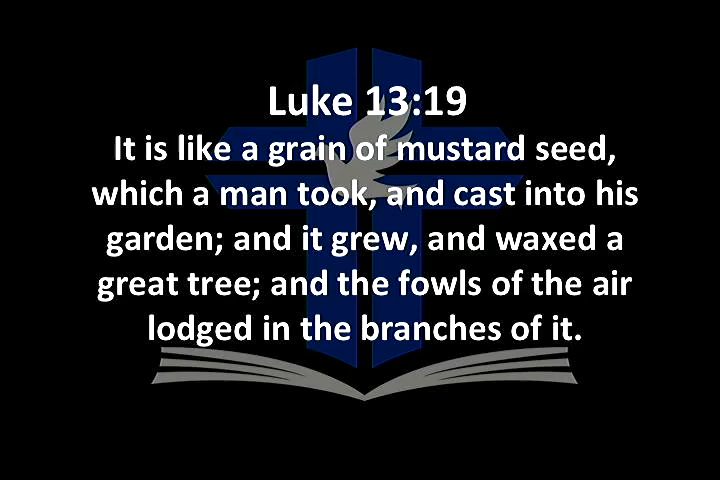 Luke 13:19
It is like a grain of mustard seed,
which a man took, and cast into his
garden; and it grew, and waxed a
great tree; and the fowls of the air
lodged in the branches of it.